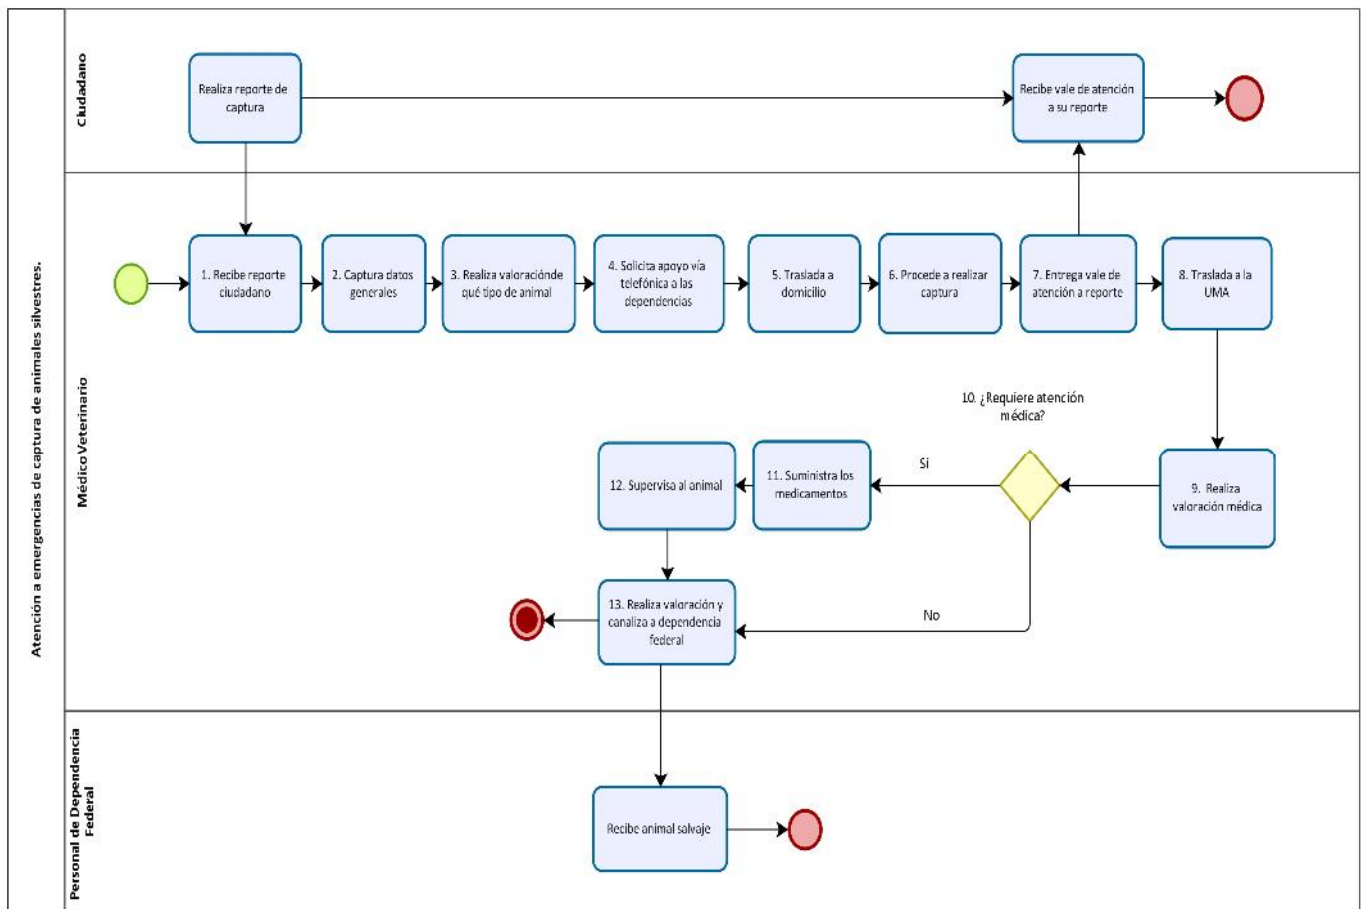 Atención a emergencias de captura de animales silvestres.
Ciudadano
Realiza reporte de
captura
Recibe vale de atención
a su reporte
Médico Veterinario
1. Recibe reporte
ciudadano
2. Captura datos
generales
3. Realiza valoraciónde
qué tipo de animal
4. Solicita apoyo vía
telefónica a las
dependencias
5. Traslada a
domicilio
6. Procede a realizar
captura
7. Entrega vale de
atención a reporte
8. Traslada a la
UMA
9. Realiza
valoración médica
10. ¿Requiere atención
médica?
Si
11. Suministra los
medicamentos
12. Supervisa al animal
No
13. Realiza valoración y
canaliza a dependencia
federal
Personal de Dependencia
Federal
Recibe animal salvaje